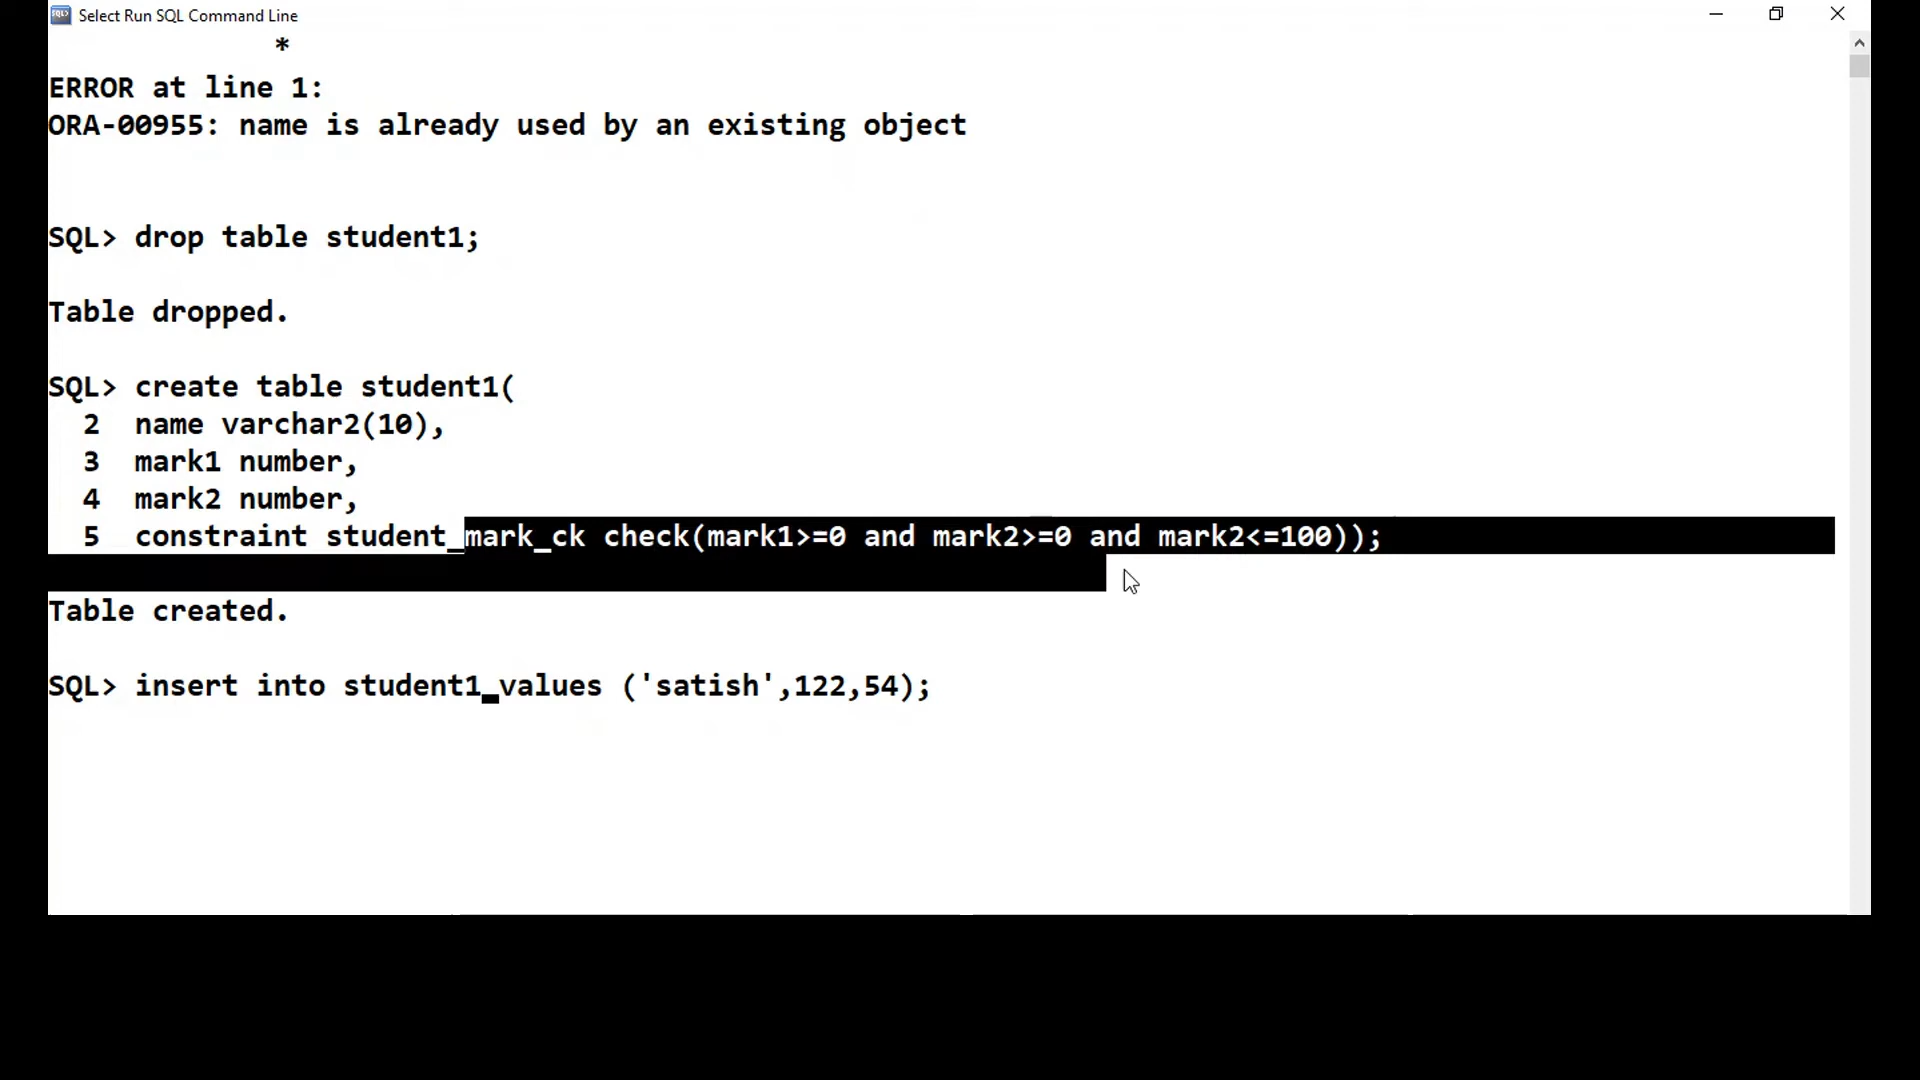 Select Run SQL Command Line
*
ERROR at line 1:
ORA-00955: name is already used by an existing object
SQL> drop table student1;
Table dropped.
SQL> create table student1(
2 name varchar2(10),
3 mark1 number,
4 mark2 number,
5 constraint student_mark_ck check(mark1>=0 and mark2>=0 and mark2<=100));
Table created.
SQL> insert into student1 values ('satish',122,54);